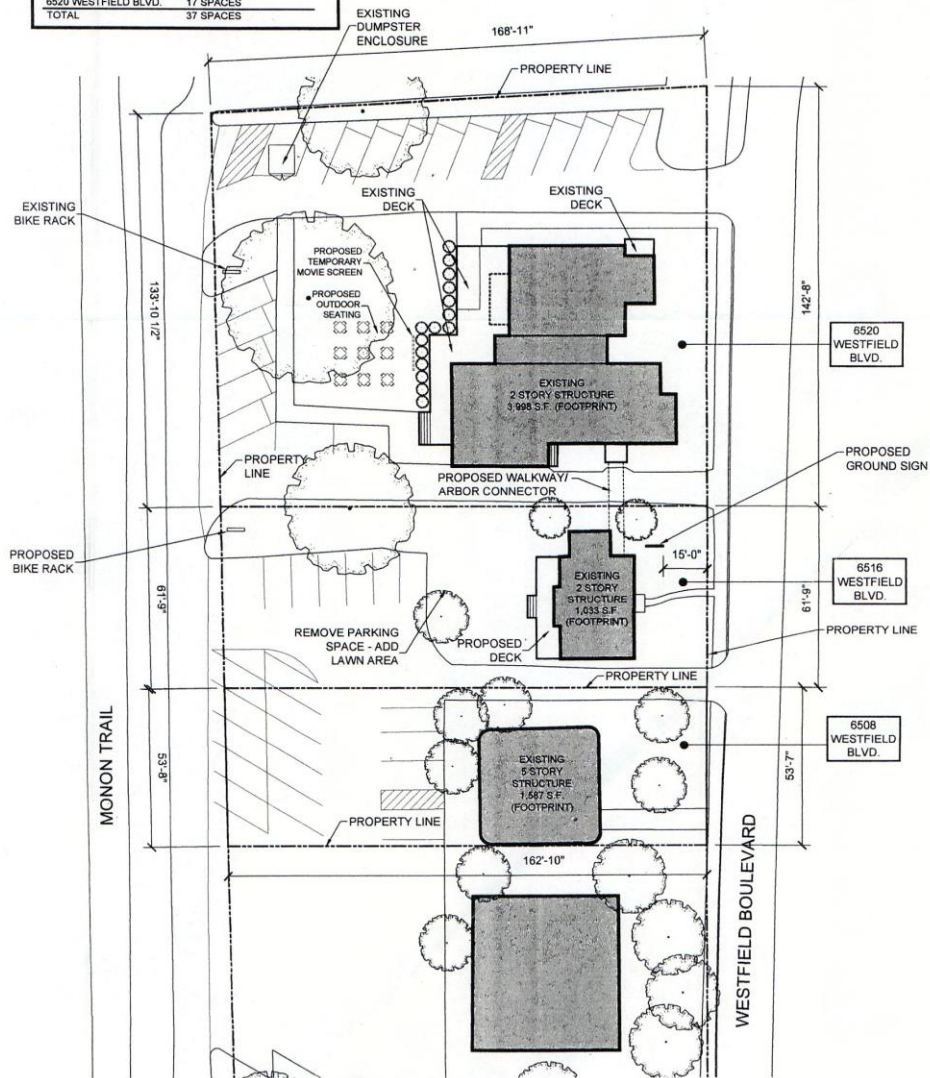 6520 WESTFIELD BLVD. 17 SPACES
TOTAL 37 SPACES
EXISTING
DUMPSTER
ENCLOSURE
168'-11"
PROPERTY LINE
EXISTING
BIKE RACK
EXISTING
DECK
EXISTING
DECK
PROPOSED
TEMPORARY
MOVIE SCREEN
PROPOSED
OUTDOOR
SEATING
133'-10 1/2"
142'-8"
6520
WESTFIELD
BLVD.
EXISTING
2 STORY STRUCTURE
3,998 S.F. (FOOTPRINT)
PROPERTY
LINE
PROPOSED WALKWAY/
ARBOR CONNECTOR
PROPOSED
GROUND SIGN
PROPOSED
BIKE RACK
15'-0"
EXISTING
2 STORY
STRUCTURE
1,033 S.F.
(FOOTPRINT)
6516
WESTFIELD
BLVD.
61'-9"
61'-9"
REMOVE PARKING
SPACE - ADD
LAWN AREA
PROPOSED
DECK
PROPERTY LINE
PROPERTY LINE
MONON TRAIL
53'-8"
EXISTING
5 STORY
STRUCTURE
1,587 S.F.
(FOOTPRINT)
6508
WESTFIELD
BLVD.
53'-7"
PROPERTY LINE
162'-10"
WESTFIELD BOULEVARD